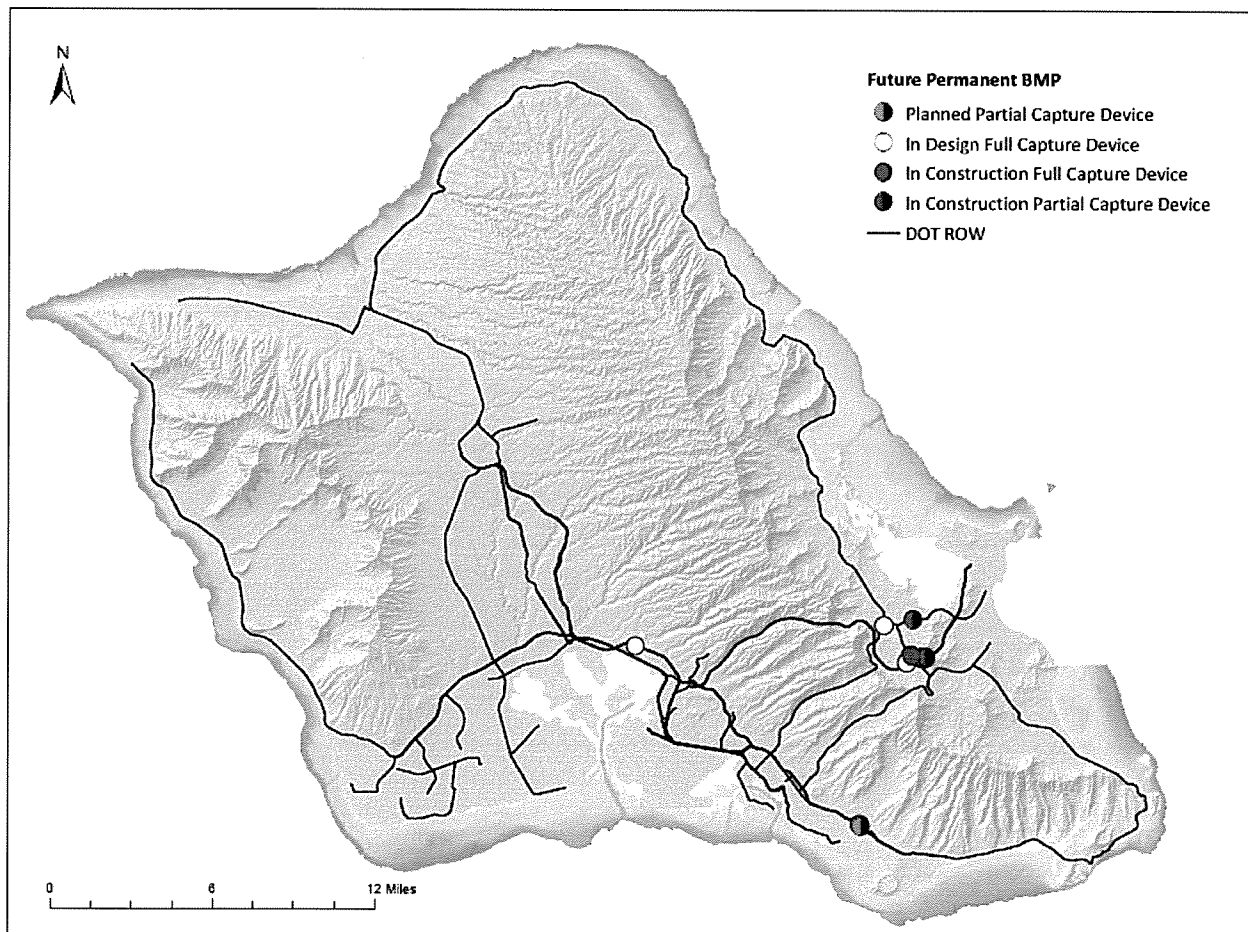 N
Future Permanent BMP
Planned Partial Capture Device
In Design Full Capture Device
In Construction Full Capture Device
In Construction Partial Capture Device
DOT ROW
0 6 12 Miles